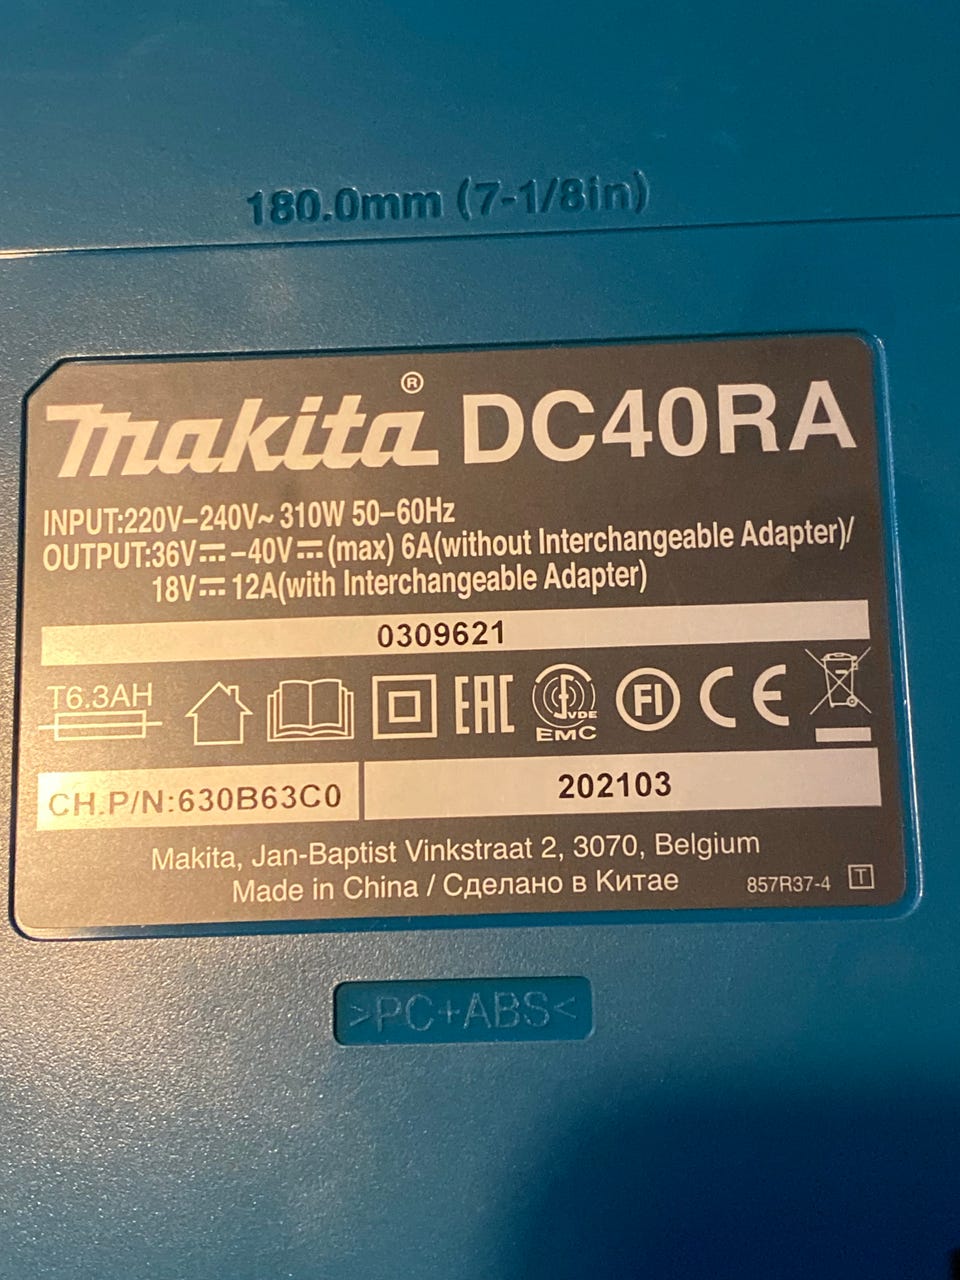 180.0mm (7-1/8in)
makita® DC40RA
INPUT:220V–240V~ 310W 50–60Hz
OUTPUT:36V⎓–40V⎓(max) 6A(without Interchangeable Adapter)/
18V⎓ 12A(with Interchangeable Adapter)
0309621
T6.3AH
EAC VDE EMC FI CE
CH.P/N:630B63C0
202103
Makita, Jan-Baptist Vinkstraat 2, 3070, Belgium
Made in China / Сделано в Китае 857R37-4 T
>PC+ABS<